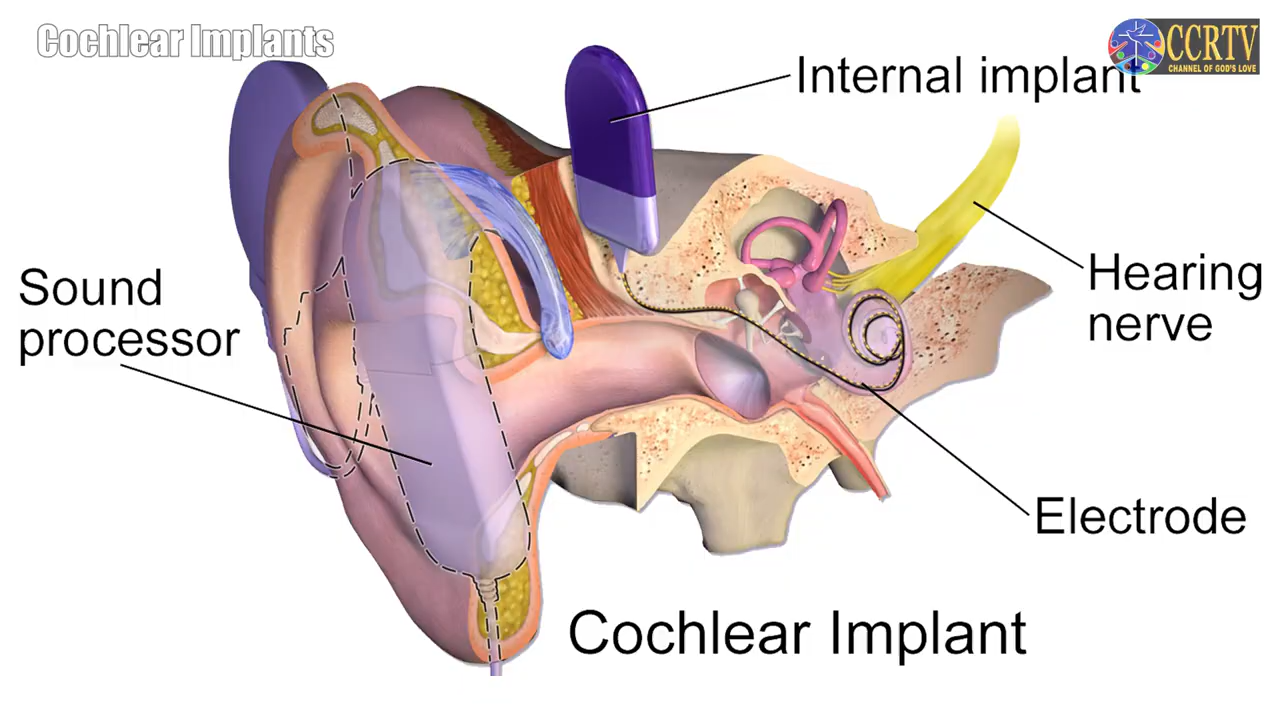 Cochlear Implants
CCRTV
CHANNEL OF GOD'S LOVE
Internal implant
Hearing
nerve
Sound
processor
Electrode
Cochlear Implant